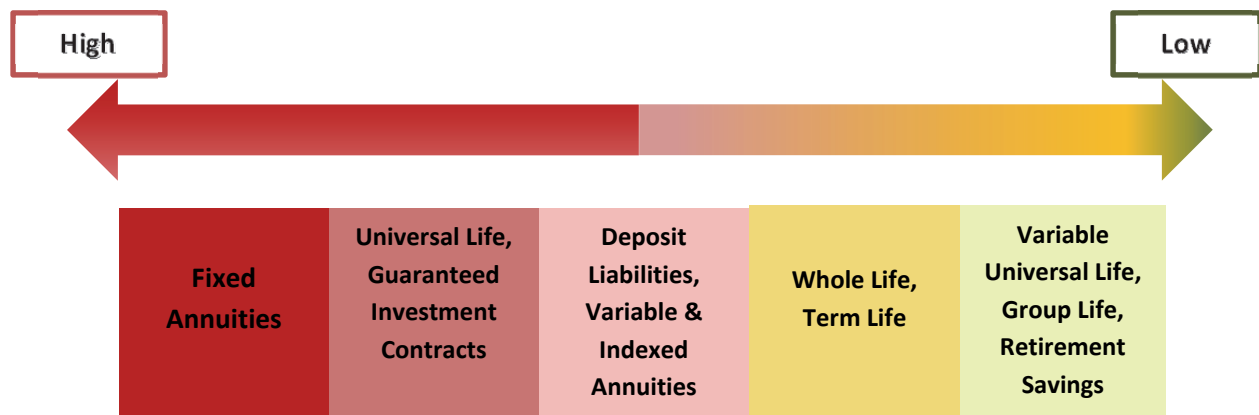 High
Low
Fixed
Annuities
Universal Life,
Guaranteed
Investment
Contracts
Deposit
Liabilities,
Variable &
Indexed
Annuities
Whole Life,
Term Life
Variable
Universal Life,
Group Life,
Retirement
Savings